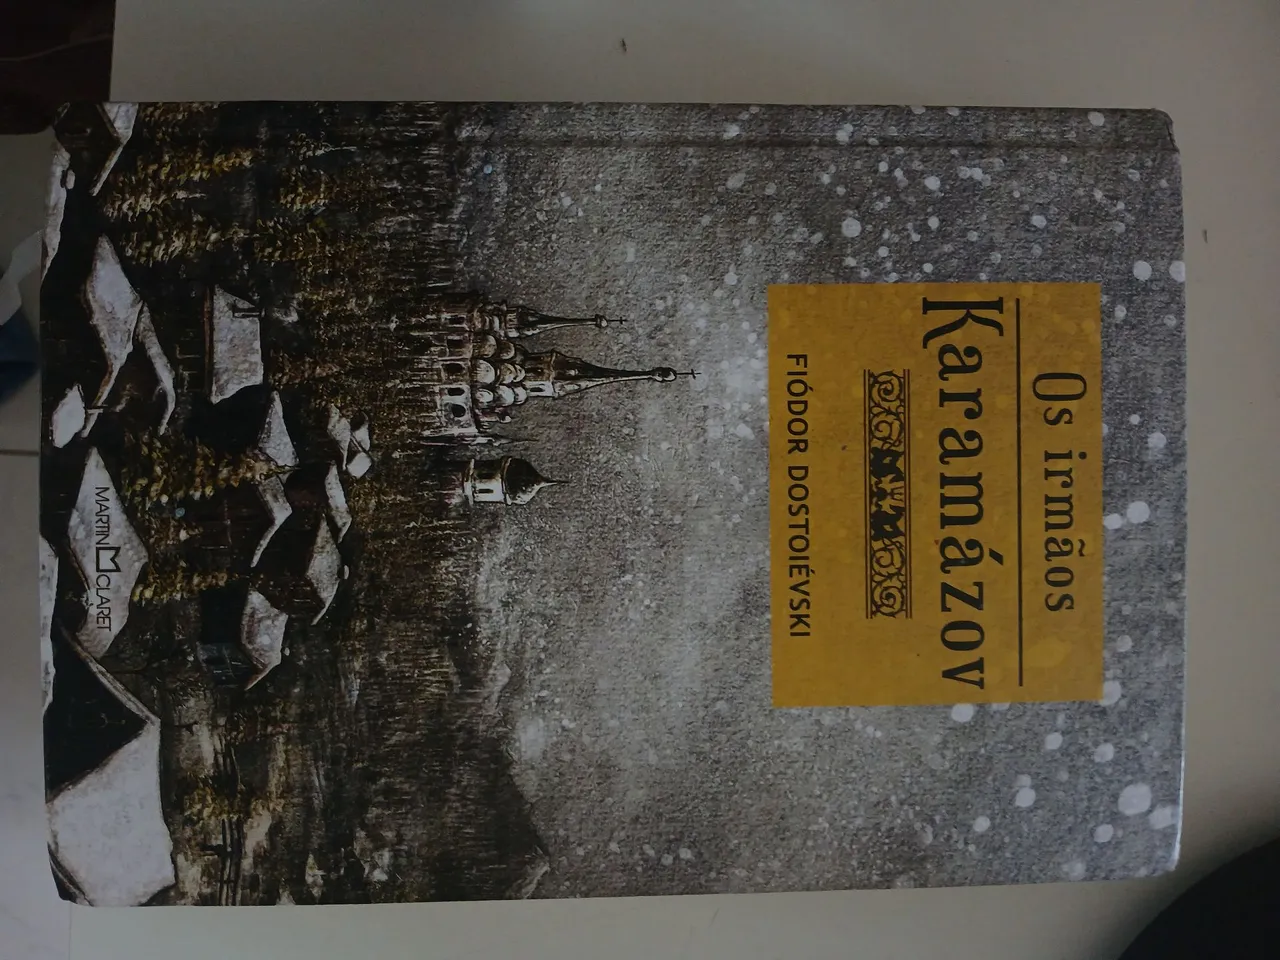 Os irmãos
Karamázov
FIÓDOR DOSTOIÉVSKI
MARTIN CLARET